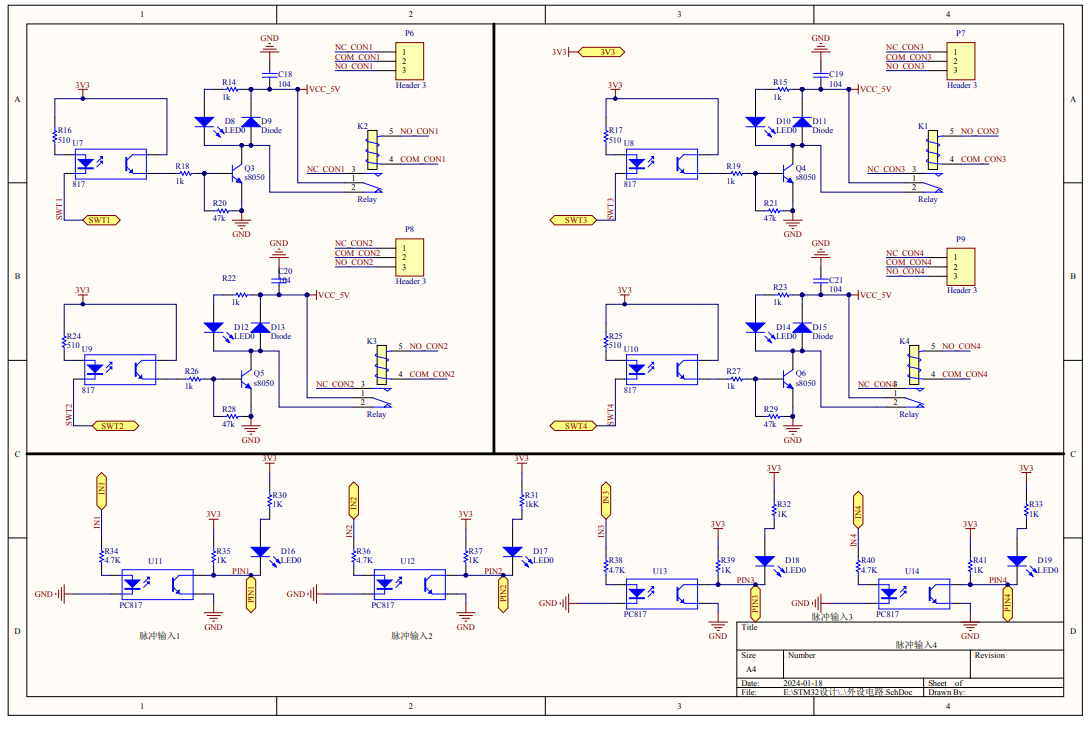 1
2
3
4
A
B
C
D
A
B
C
D
GND
C18
104
R14
1k
VCC_5V
3V3
R16
510
U7
817
D8
LED0
D9
Diode
R18
1k
Q3
s8050
R20
47k
GND
SWT1
SWT1
P6
NC_CON1
COM_CON1
NO_CON1
1
2
3
Header 3
K2
5
NO_CON1
4
COM_CON1
NC_CON1
3
1
2
Relay
3V3
3V3
GND
C19
104
R15
1k
VCC_5V
3V3
R17
510
U8
817
D10
LED0
D11
Diode
R19
1k
Q4
s8050
R21
47k
GND
SWT3
SWT3
P7
NC_CON3
COM_CON3
NO_CON3
1
2
3
Header 3
K1
5
NO_CON3
4
COM_CON3
NC_CON3
3
1
2
Relay
GND
C20
104
R22
1k
VCC_5V
3V3
R24
510
U9
817
D12
LED0
D13
Diode
R26
1k
Q5
s8050
R28
47k
GND
SWT2
SWT2
P8
NC_CON2
COM_CON2
NO_CON2
1
2
3
Header 3
K3
5
NO_CON2
4
COM_CON2
NC_CON2
3
1
2
Relay
GND
C21
104
R23
1k
VCC_5V
3V3
R25
510
U10
817
D14
LED0
D15
Diode
R27
1k
Q6
s8050
R29
47k
GND
SWT4
SWT4
P9
NC_CON4
COM_CON4
NO_CON4
1
2
3
Header 3
K4
5
NO_CON4
4
COM_CON4
NC_CON4
3
1
2
Relay
IN1
IN1
R34
4.7K
U11
PC817
GND
3V3
R35
1K
3V3
R30
1K
D16
LED0
PIN1
PIN1
GND
脉冲输入1
IN2
IN2
R36
4.7K
U12
PC817
GND
3V3
R37
1K
3V3
R31
1kK
D17
LED0
PIN2
PIN2
GND
脉冲输入2
IN3
IN3
R38
4.7K
U13
PC817
GND
3V3
R39
1K
3V3
R32
1K
D18
LED0
PIN3
PIN3
GND
脉冲输入3
IN4
IN4
R40
4.7K
U14
PC817
GND
3V3
R41
1K
3V3
R33
1K
D19
LED0
PIN4
PIN4
GND
脉冲输入4
Title
Size
A4
Number
Revision
Date:
2024-01-18
Sheet of
File:
E:\STM32设计\..\外设电路.SchDoc
Drawn By:
1
2
3
4